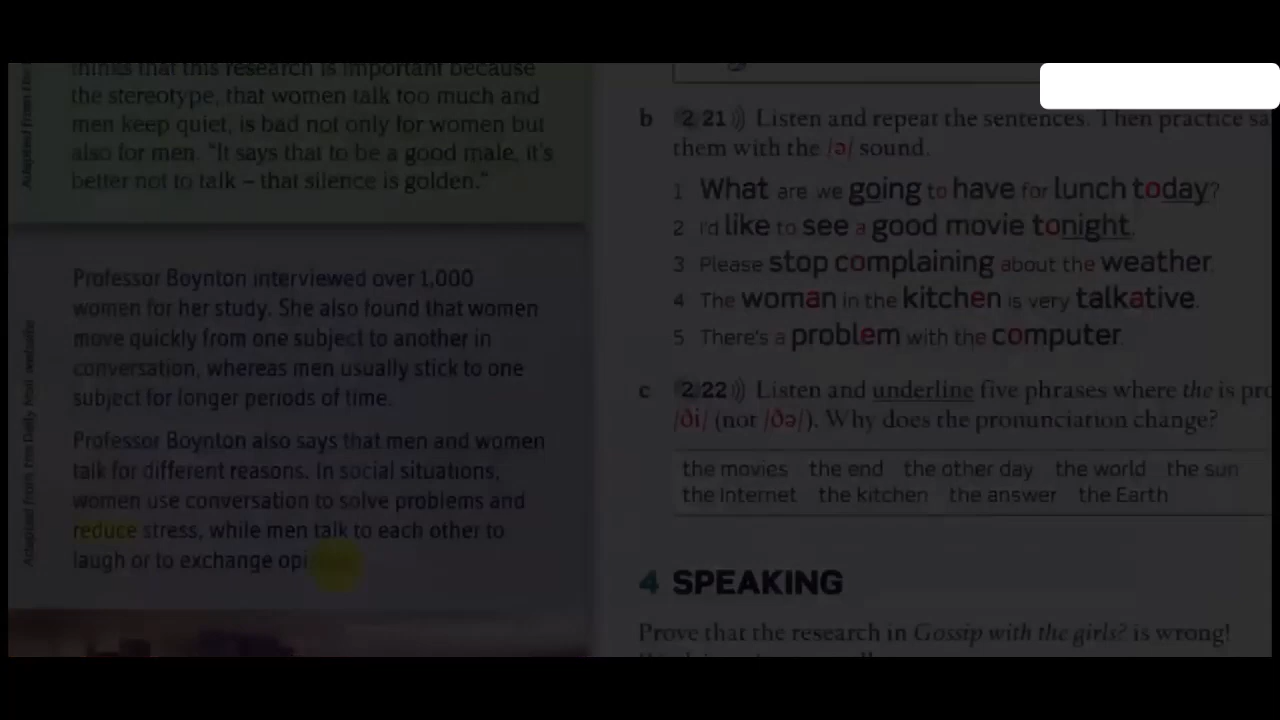 thinks that this research is important because
the stereotype, that women talk too much and
men keep quiet, is bad not only for women but
also for men. "It says that to be a good male, it's
better not to talk – that silence is golden."
Adapted from the
Professor Boynton interviewed over 1,000
women for her study. She also found that women
move quickly from one subject to another in
conversation, whereas men usually stick to one
subject for longer periods of time.
Professor Boynton also says that men and women
talk for different reasons. In social situations,
women use conversation to solve problems and
reduce stress, while men talk to each other to
laugh or to exchange opi
Adapted from the Daily Mail website
b 2 21 Listen and repeat the sentences. Then practice sa
them with the /ə/ sound.
1 What are we going to have for lunch today?
2 I'd like to see a good movie tonight.
3 Please stop complaining about the weather.
4 The woman in the kitchen is very talkative.
5 There's a problem with the computer.
c 2 22 Listen and underline five phrases where the is pro
/ði/ (not /ðə/). Why does the pronunciation change?
the movies the end the other day the world the sun
the Internet the kitchen the answer the Earth
4 SPEAKING
Prove that the research in Gossip with the girls? is wrong!